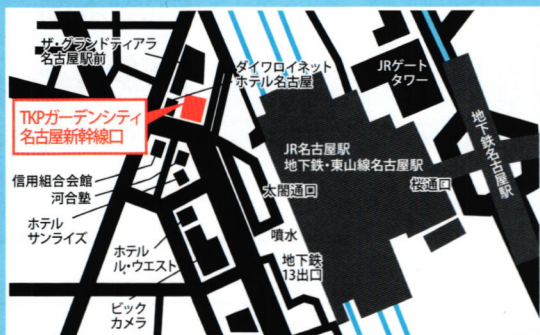 ザ・グランドティアラ
名古屋駅前
ダイワロイネット
ホテル名古屋
JRゲート
タワー
TKPガーデンシティ
名古屋新幹線口
JR名古屋駅
地下鉄・東山線名古屋駅
地下鉄名古屋駅
信用組合会館
河合塾
太閤通口
桜通口
ホテル
サンライズ
噴水
ホテル
ル・ウエスト
地下鉄
13出口
ビック
カメラ